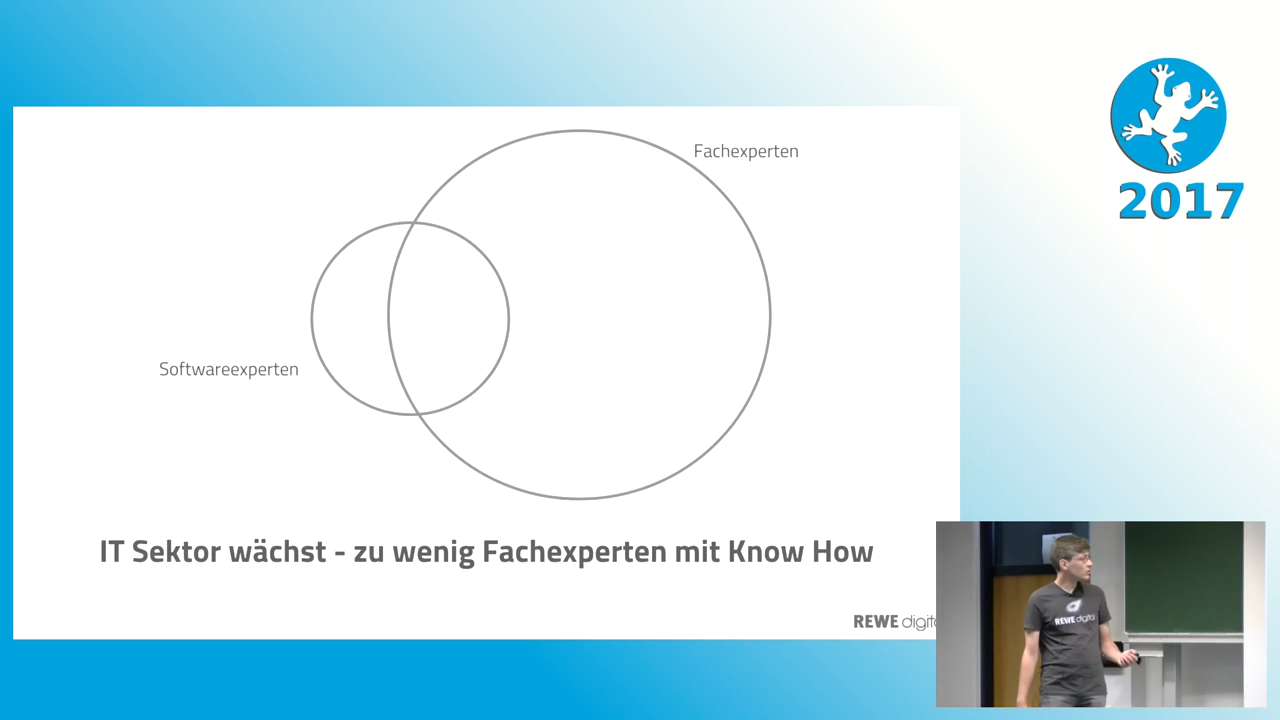 Fachexperten
2017
Softwareexperten
IT Sektor wächst - zu wenig Fachexperten mit Know How
REWE digital
REWE digital